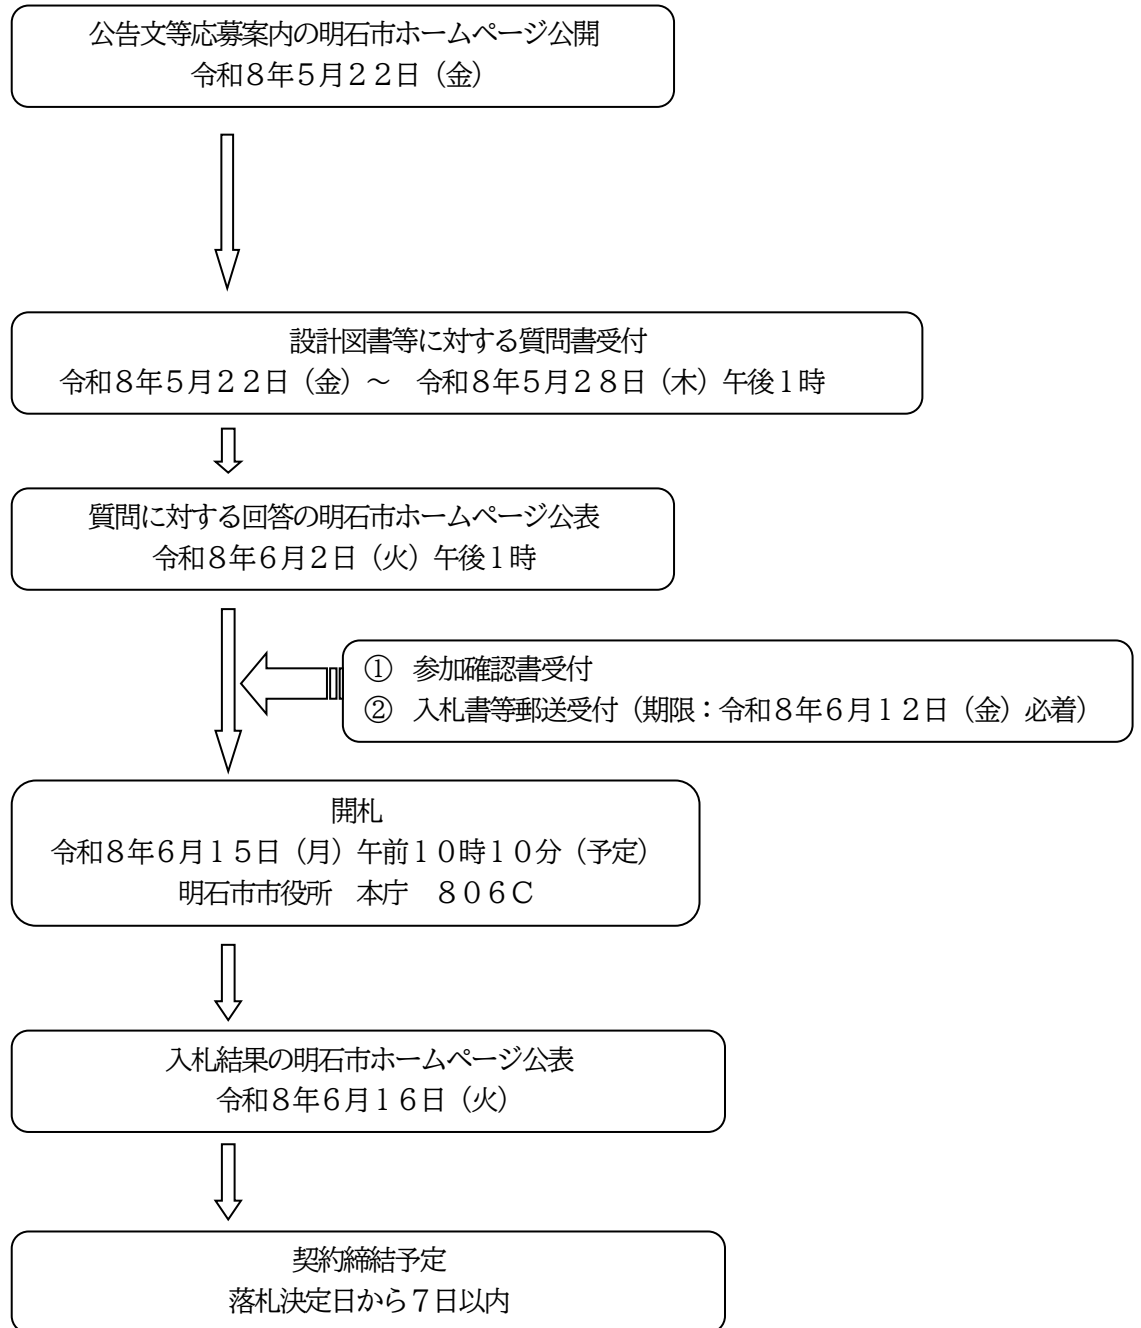 公告文等応募案内の明石市ホームページ公開
令和８年５月２２日（金）
設計図書等に対する質問書受付
令和８年５月２２日（金）～　令和８年５月２８日（木）午後１時
質問に対する回答の明石市ホームページ公表
令和８年６月２日（火）午後１時
①　参加確認書受付
②　入札書等郵送受付（期限：令和８年６月１２日（金）必着）
開札
令和８年６月１５日（月）午前１０時１０分（予定）
明石市市役所　本庁　８０６Ｃ
入札結果の明石市ホームページ公表
令和８年６月１６日（火）
契約締結予定
落札決定日から７日以内